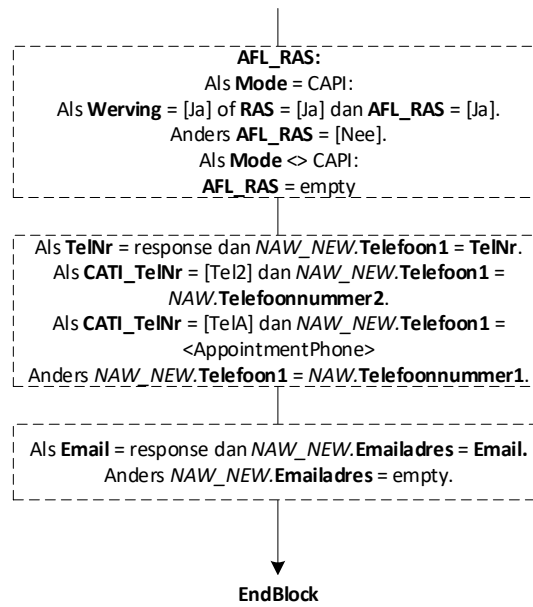 AFL_RAS:
Als Mode = CAPI:
Als Werving = [Ja] of RAS = [Ja] dan AFL_RAS = [Ja].
Anders AFL_RAS = [Nee].
Als Mode <> CAPI:
AFL_RAS = empty
Als TelNr = response dan NAW_NEW.Telefoon1 = TelNr.
Als CATI_TelNr = [Tel2] dan NAW_NEW.Telefoon1 =
NAW.Telefoonnummer2.
Als CATI_TelNr = [TelA] dan NAW_NEW.Telefoon1 =
<AppointmentPhone>
Anders NAW_NEW.Telefoon1 = NAW.Telefoonnummer1.
Als Email = response dan NAW_NEW.Emailadres = Email.
Anders NAW_NEW.Emailadres = empty.
EndBlock